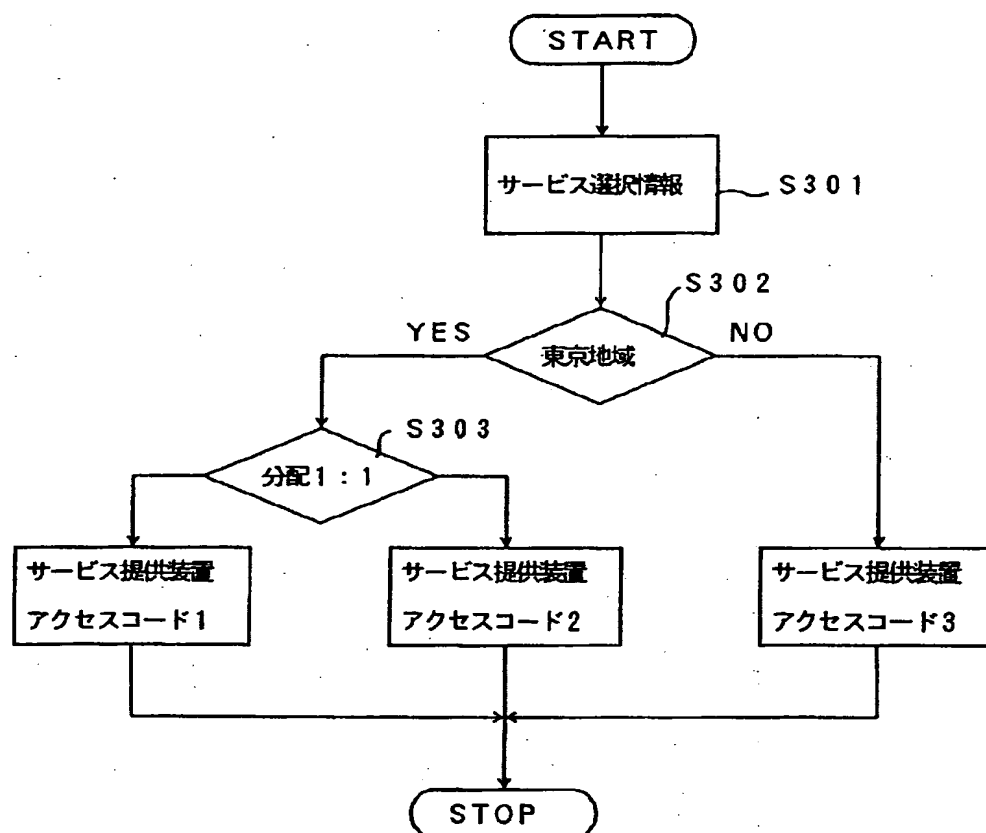 START
サービス選択情報
S301
S302
YES
NO
東京地域
S303
分配1:1
サービス提供装置
アクセスコード1
サービス提供装置
アクセスコード2
サービス提供装置
アクセスコード3
STOP